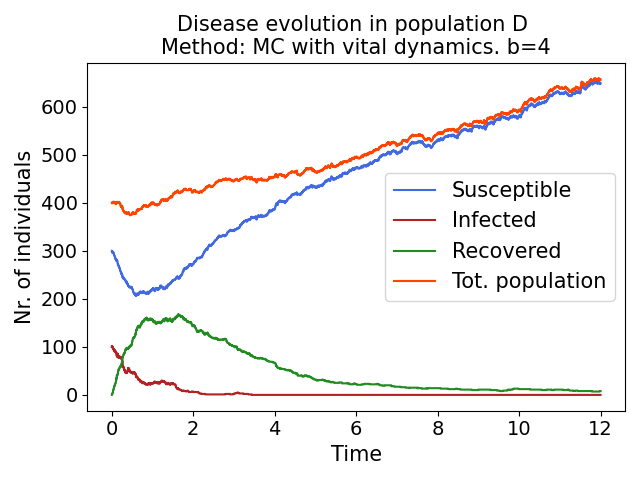 Disease evolution in population D
Method: MC with vital dynamics. b=4
Nr. of individuals
600
500
400
300
200
100
0
Susceptible
Infected
Recovered
Tot. population
0 2 4 6 8 10 12
Time